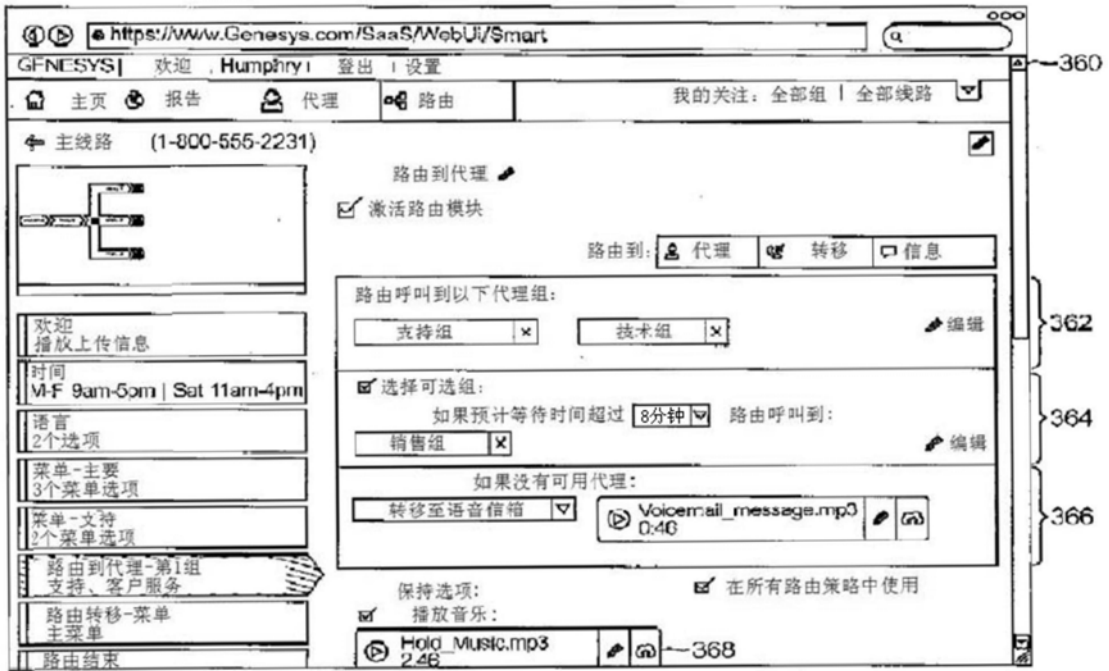 https://www.Genesys.com/SaaS/WebUi/Smart
GENESYS| 欢迎，Humphry | 登出 | 设置
360
主页 报告 代理 路由 我的关注：全部组 | 全部线路
主线路 (1-800-555-2231)
路由到代理
激活路由模块
路由到: 代理 转移 信息
路由呼叫到以下代理组:
支持组 × 技术组 × 编辑
362
选择可选组:
如果预计等待时间超过 8分钟 路由呼叫到:
销售组 × 编辑
364
如果没有可用代理:
转移至语音信箱 Voicemail_message.mp3
0:46
366
保持选项: 在所有路由策略中使用
播放音乐:
Hold_Music.mp3
2:46
368
欢迎
播放上传信息
时间
M-F 9am-5pm | Sat 11am-4pm
语言
2个选项
菜单-主要
3个菜单选项
菜单-支持
2个菜单选项
路由到代理-第1组
支持、客户服务
路由转移-菜单
主菜单
路由结束